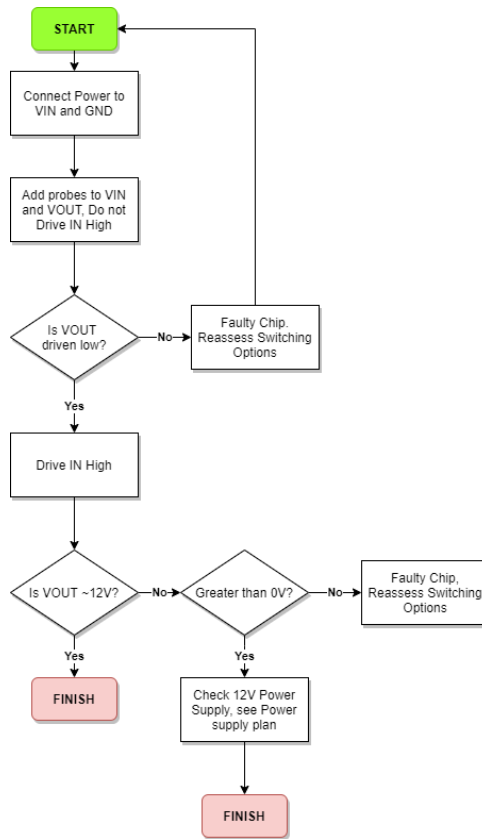 START
Connect Power to
VIN and GND
Add probes to VIN
and VOUT, Do not
Drive IN High
Is VOUT
driven low?
No
Faulty Chip.
Reassess Switching
Options
Yes
Drive IN High
Is VOUT ~12V?
No
Greater than 0V?
No
Faulty Chip,
Reassess Switching
Options
Yes
Yes
FINISH
Check 12V Power
Supply, see Power
supply plan
FINISH